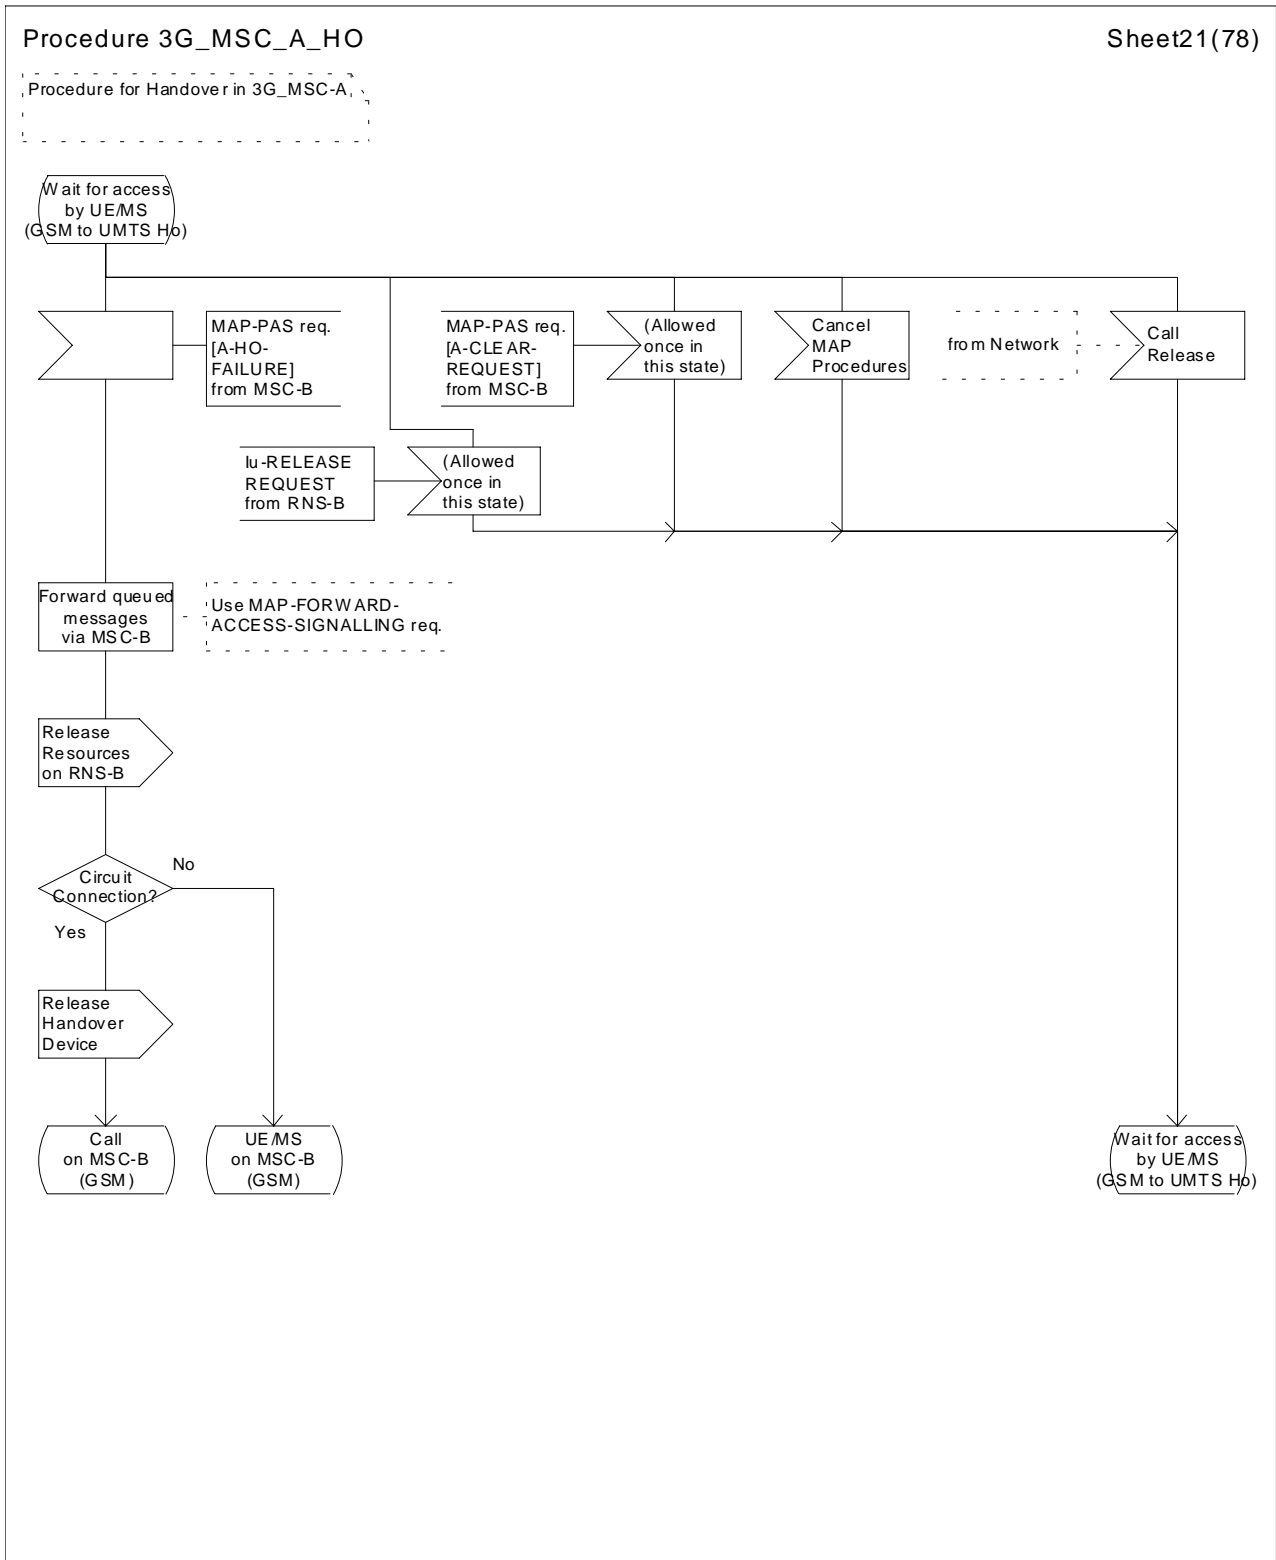 Procedure 3G_MSC_A_HO
Sheet21(78)
Procedure for Handover in 3G_MSC-A
Wait for access
by UE/MS
(GSM to UMTS Ho)
MAP-PAS req.
[A-HO-
FAILURE]
from MSC-B
MAP-PAS req.
[A-CLEAR-
REQUEST]
from MSC-B
(Allowed
once in
this state)
Cancel
MAP
Procedures
from Network
Call
Release
Iu-RELEASE
REQUEST
from RNS-B
(Allowed
once in
this state)
Forward queued
messages
via MSC-B
Use MAP-FORWARD-
ACCESS-SIGNALLING req.
Release
Resources
on RNS-B
Circuit
Connection?
No
Yes
Release
Handover
Device
Call
on MSC-B
(GSM)
UE/MS
on MSC-B
(GSM)
Wait for access
by UE/MS
(GSM to UMTS Ho)